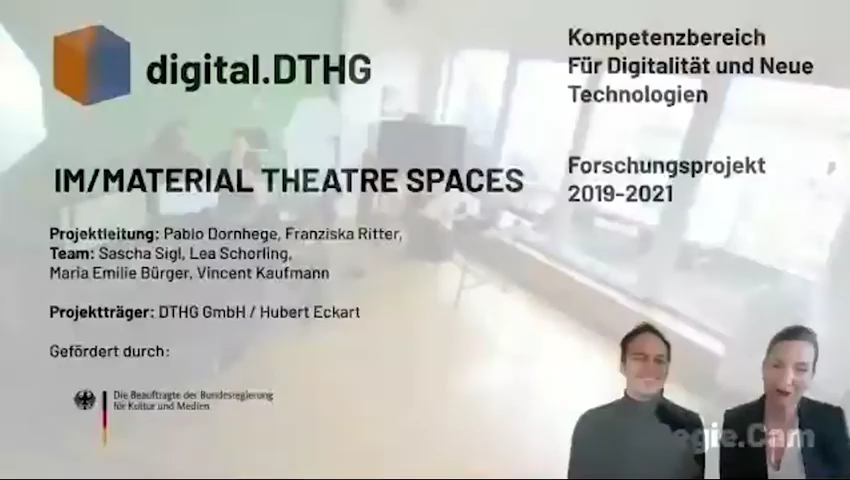 digital.DTHG
Kompetenzbereich
Für Digitalität und Neue
Technologien
IM/MATERIAL THEATRE SPACES
Forschungsprojekt
2019-2021
Projektleitung: Pablo Dornhege, Franziska Ritter,
Team: Sascha Sigl, Lea Schorling,
Maria Emilie Bürger, Vincent Kaufmann
Projektträger: DTHG GmbH / Hubert Eckart
Gefördert durch:
Die Beauftragte der Bundesregierung
für Kultur und Medien
egie.Cam